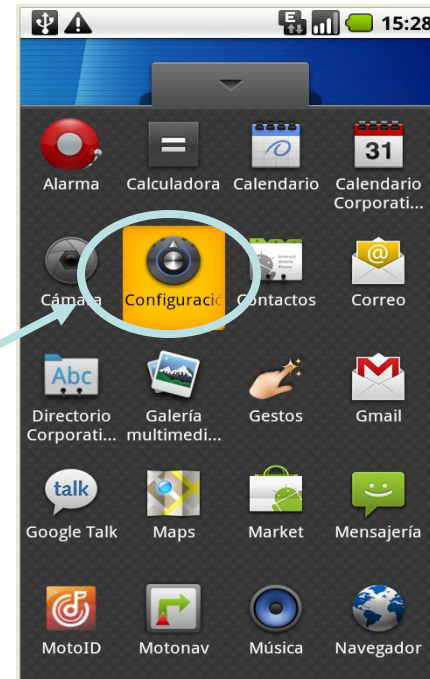 E 15:28
Alarma Calculadora Calendario Calendario
Corporati...
31
Cámara Configuració Contactos Correo
Abc
Directorio Galería Gestos Gmail
Corporati... multimedi...
talk
Google Talk Maps Market Mensajería
MotoID Motonav Música Navegador